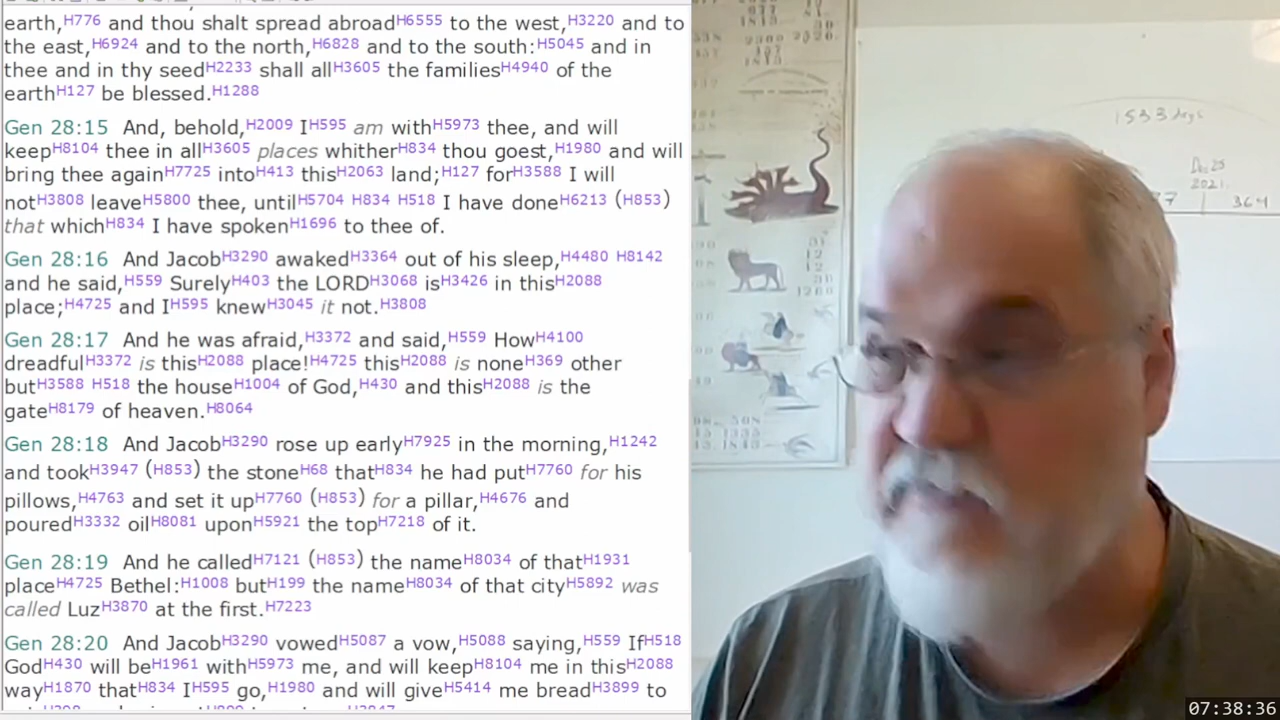 earth,H776 and thou shalt spread abroadH6555 to the west,H3220 and to
the east,H6924 and to the north,H6828 and to the south:H5045 and in
thee and in thy seedH2233 shall allH3605 the familiesH4940 of the
earthH127 be blessed.H1288
Gen 28:15 And, behold,H2009 IH595 am withH5973 thee, and will
keepH8104 thee in allH3605 places whitherH834 thou goest,H1980 and will
bring thee againH7725 intoH413 thisH2063 land;H127 forH3588 I will
notH3808 leaveH5800 thee, untilH5704 H834 H518 I have doneH6213 (H853)
that whichH834 I have spokenH1696 to thee of.
Gen 28:16 And JacobH3290 awakedH3364 out of his sleep,H4480 H8142
and he said,H559 SurelyH403 the LORDH3068 isH3426 in thisH2088
place;H4725 and IH595 knewH3045 it not.H3808
Gen 28:17 And he was afraid,H3372 and said,H559 HowH4100
dreadfulH3372 is thisH2088 place!H4725 thisH2088 is noneH369 other
butH3588 H518 the houseH1004 of God,H430 and thisH2088 is the
gateH8179 of heaven.H8064
Gen 28:18 And JacobH3290 rose up earlyH7925 in the morning,H1242
and tookH3947 (H853) the stoneH68 thatH834 he had putH7760 for his
pillows,H4763 and set it upH7760 (H853) for a pillar,H4676 and
pouredH3332 oilH8081 uponH5921 the topH7218 of it.
Gen 28:19 And he calledH7121 (H853) the nameH8034 of thatH1931
placeH4725 Bethel:H1008 butH199 the nameH8034 of that cityH5892 was
called LuzH3870 at the first.H7223
Gen 28:20 And JacobH3290 vowedH5087 a vow,H5088 saying,H559 IfH518
GodH430 will beH1961 withH5973 me, and will keepH8104 me in thisH2088
wayH1870 thatH834 IH595 go,H1980 and will giveH5414 me breadH3899 to
1533 days
Dec 25
2021
364
1260
07:38:36